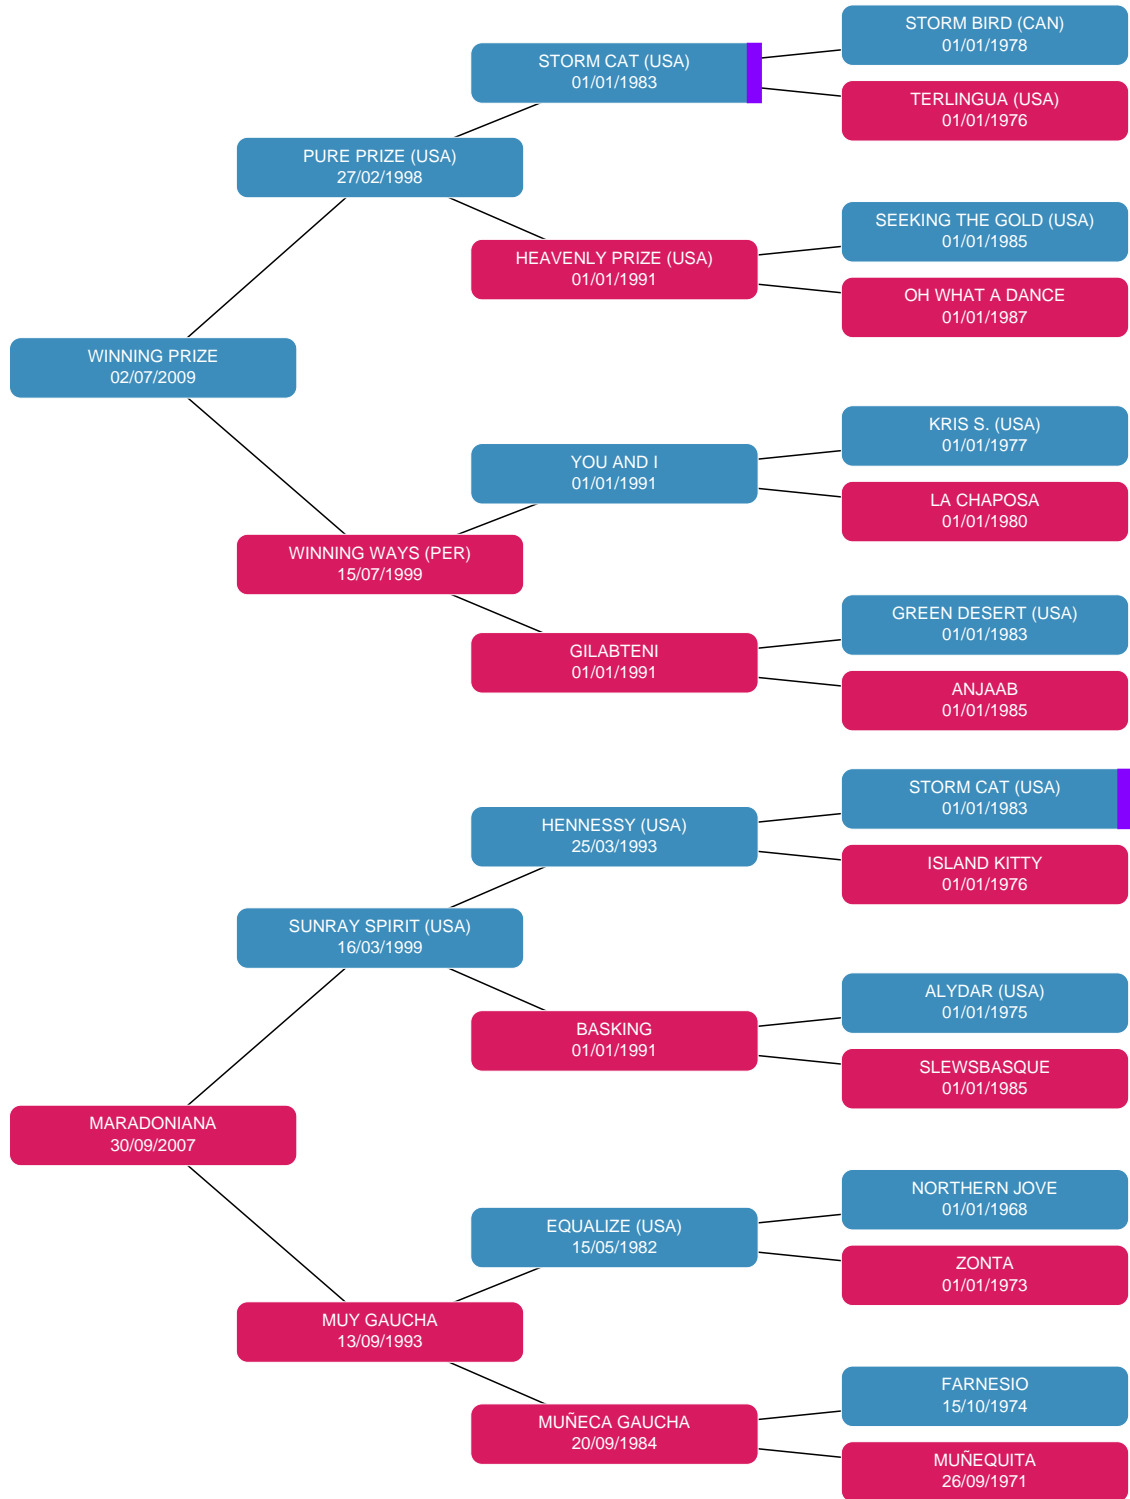 STORM BIRD (CAN)
01/01/1978
STORM CAT (USA)
01/01/1983
TERLINGUA (USA)
01/01/1976
PURE PRIZE (USA)
27/02/1998
SEEKING THE GOLD (USA)
01/01/1985
HEAVENLY PRIZE (USA)
01/01/1991
OH WHAT A DANCE
01/01/1987
WINNING PRIZE
02/07/2009
KRIS S. (USA)
01/01/1977
YOU AND I
01/01/1991
LA CHAPOSA
01/01/1980
WINNING WAYS (PER)
15/07/1999
GREEN DESERT (USA)
01/01/1983
GILABTENI
01/01/1991
ANJAAB
01/01/1985
STORM CAT (USA)
01/01/1983
HENNESSY (USA)
25/03/1993
ISLAND KITTY
01/01/1976
SUNRAY SPIRIT (USA)
16/03/1999
ALYDAR (USA)
01/01/1975
BASKING
01/01/1991
SLEWSBASQUE
01/01/1985
MARADONIANA
30/09/2007
NORTHERN JOVE
01/01/1968
EQUALIZE (USA)
15/05/1982
ZONTA
01/01/1973
MUY GAUCHA
13/09/1993
FARNESIO
15/10/1974
MUÑECA GAUCHA
20/09/1984
MUÑEQUITA
26/09/1971